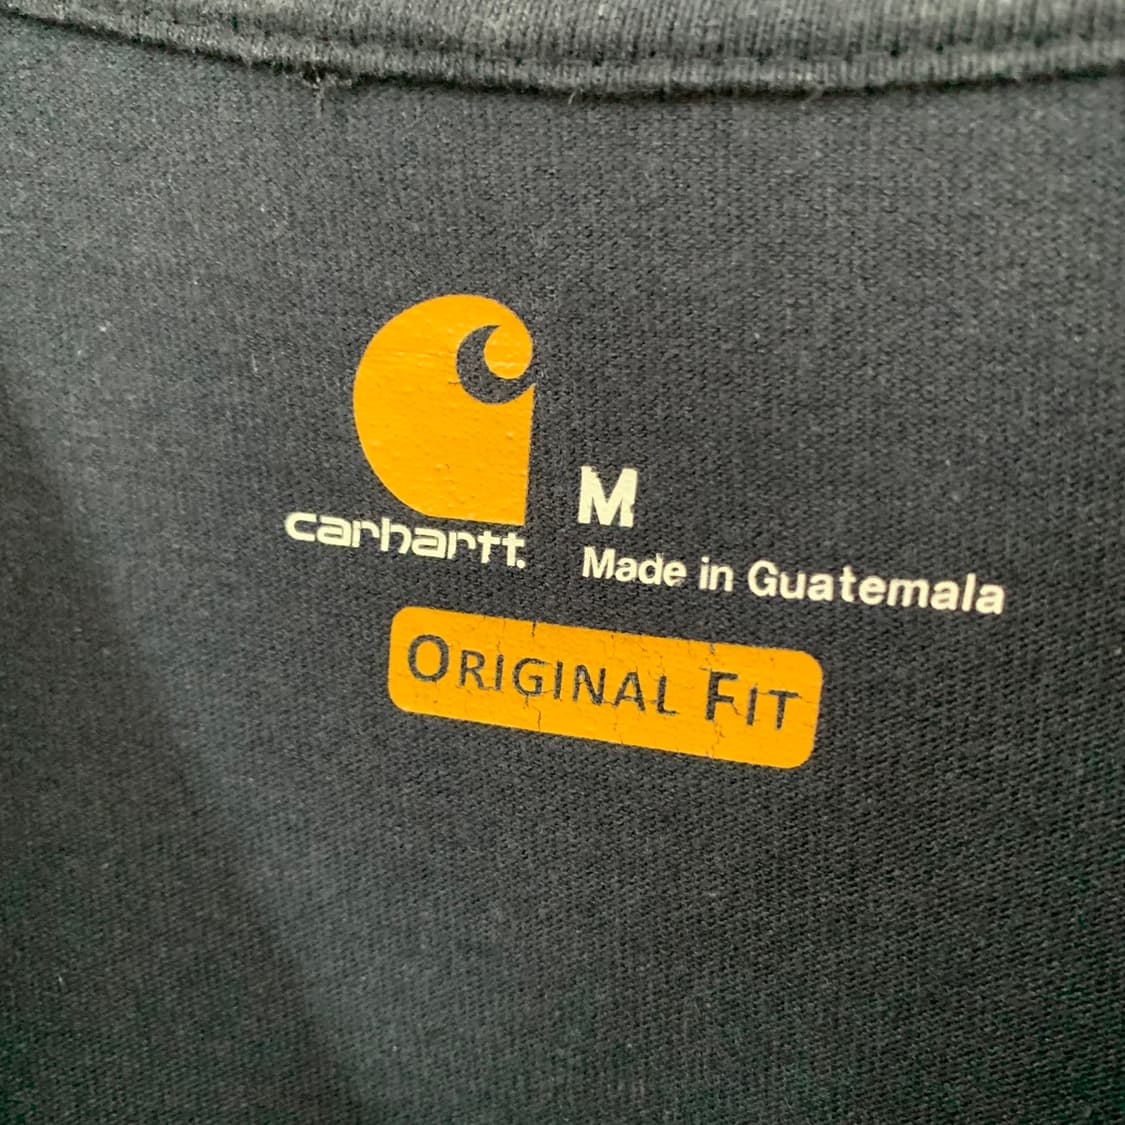 M
carhartt.
Made in Guatemala
ORIGINAL FIT